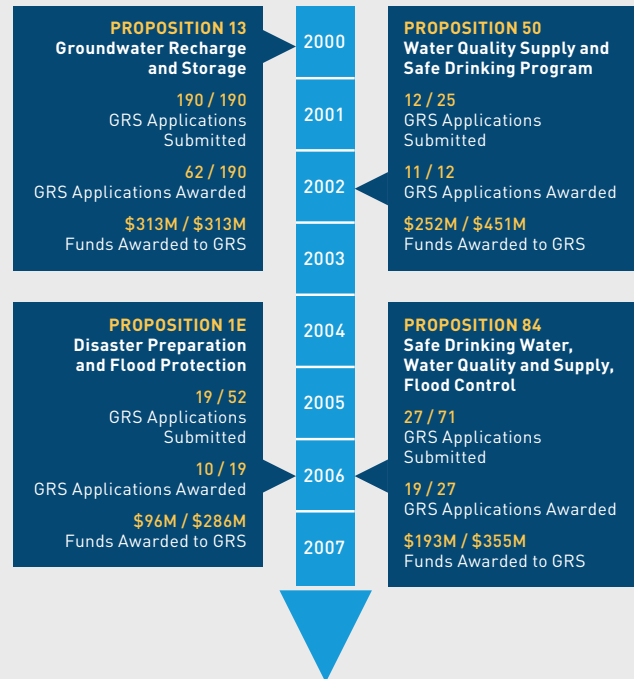 PROPOSITION 13
Groundwater Recharge
and Storage
190 / 190
GRS Applications
Submitted
62 / 190
GRS Applications Awarded
$313M / $313M
Funds Awarded to GRS
2000
2001
2002
2003
2004
2005
2006
2007
PROPOSITION 50
Water Quality Supply and
Safe Drinking Program
12 / 25
GRS Applications
Submitted
11 / 12
GRS Applications Awarded
$252M / $451M
Funds Awarded to GRS
PROPOSITION 1E
Disaster Preparation
and Flood Protection
19 / 52
GRS Applications
Submitted
10 / 19
GRS Applications Awarded
$96M / $286M
Funds Awarded to GRS
PROPOSITION 84
Safe Drinking Water,
Water Quality and Supply,
Flood Control
27 / 71
GRS Applications
Submitted
19 / 27
GRS Applications Awarded
$193M / $355M
Funds Awarded to GRS